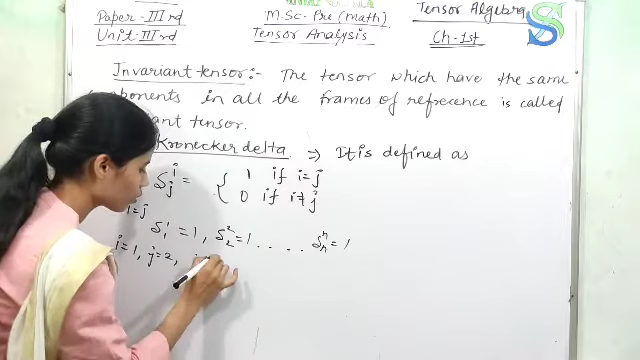 Paper-IIIrd M.Sc-Pre (Math) Tensor Algebra
Unit-IIIrd Tensor Analysis Ch-1st
Invariant tensor:- The tensor which have the same
components in all the frames of refrecence is called
tensor.
Kronecker delta => It is defined as
δ^i_j = { 1 if i=j
0 if i≠j
i=j
δ^1_1 = 1, δ^2_2 = 1 . . . . δ^n_n = 1
i=1, j=2,